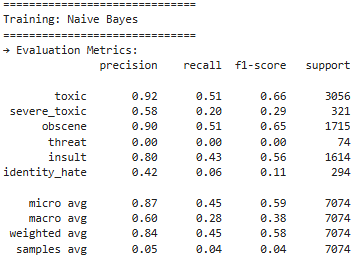 ==============================
Training: Naive Bayes
==============================
→ Evaluation Metrics:
precision recall f1-score support
toxic 0.92 0.51 0.66 3056
severe_toxic 0.58 0.20 0.29 321
obscene 0.90 0.51 0.65 1715
threat 0.00 0.00 0.00 74
insult 0.80 0.43 0.56 1614
identity_hate 0.42 0.06 0.11 294
micro avg 0.87 0.45 0.59 7074
macro avg 0.60 0.28 0.38 7074
weighted avg 0.84 0.45 0.58 7074
samples avg 0.05 0.04 0.04 7074